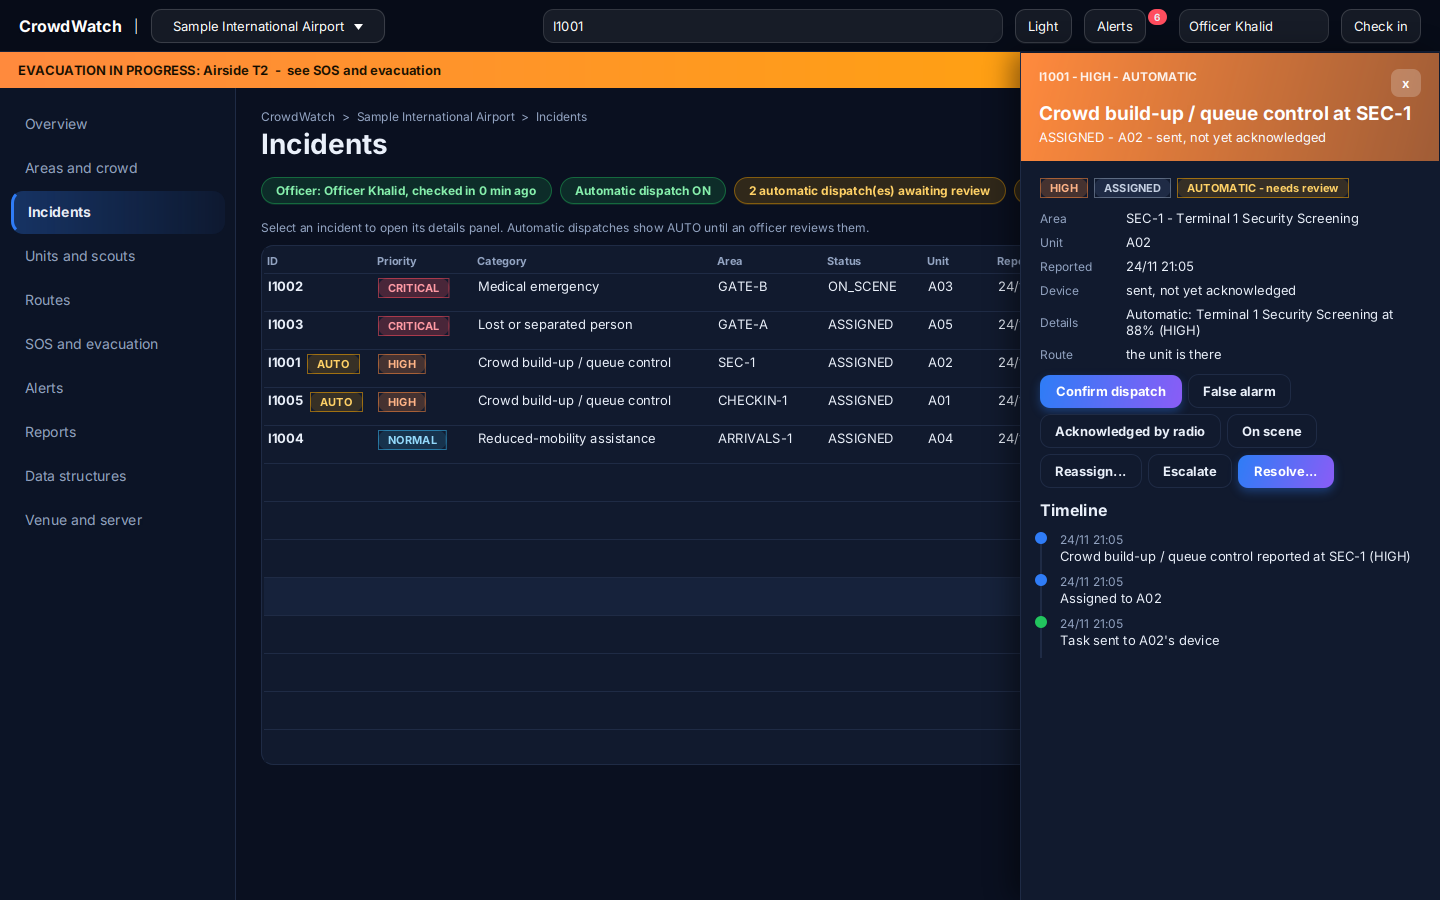 CrowdWatch | Sample International Airport I1001 Light Alerts 6 Officer Khalid Check in
EVACUATION IN PROGRESS: Airside T2 - see SOS and evacuation
Overview
Areas and crowd
Incidents
Units and scouts
Routes
SOS and evacuation
Alerts
Reports
Data structures
Venue and server
CrowdWatch > Sample International Airport > Incidents
Incidents
Officer: Officer Khalid, checked in 0 min ago Automatic dispatch ON 2 automatic dispatch(es) awaiting review
Select an incident to open its details panel. Automatic dispatches show AUTO until an officer reviews them.
ID Priority Category Area Status Unit Repo
I1002 CRITICAL Medical emergency GATE-B ON_SCENE A03 24/
I1003 CRITICAL Lost or separated person GATE-A ASSIGNED A05 24/
I1001 AUTO HIGH Crowd build-up / queue control SEC-1 ASSIGNED A02 24/
I1005 AUTO HIGH Crowd build-up / queue control CHECKIN-1 ASSIGNED A01 24/
I1004 NORMAL Reduced-mobility assistance ARRIVALS-1 ASSIGNED A04 24/
I1001 - HIGH - AUTOMATIC x
Crowd build-up / queue control at SEC-1
ASSIGNED - A02 - sent, not yet acknowledged
HIGH ASSIGNED AUTOMATIC - needs review
Area SEC-1 - Terminal 1 Security Screening
Unit A02
Reported 24/11 21:05
Device sent, not yet acknowledged
Details Automatic: Terminal 1 Security Screening at
88% (HIGH)
Route the unit is there
Confirm dispatch False alarm
Acknowledged by radio On scene
Reassign... Escalate Resolve...
Timeline
24/11 21:05
Crowd build-up / queue control reported at SEC-1 (HIGH)
24/11 21:05
Assigned to A02
24/11 21:05
Task sent to A02's device